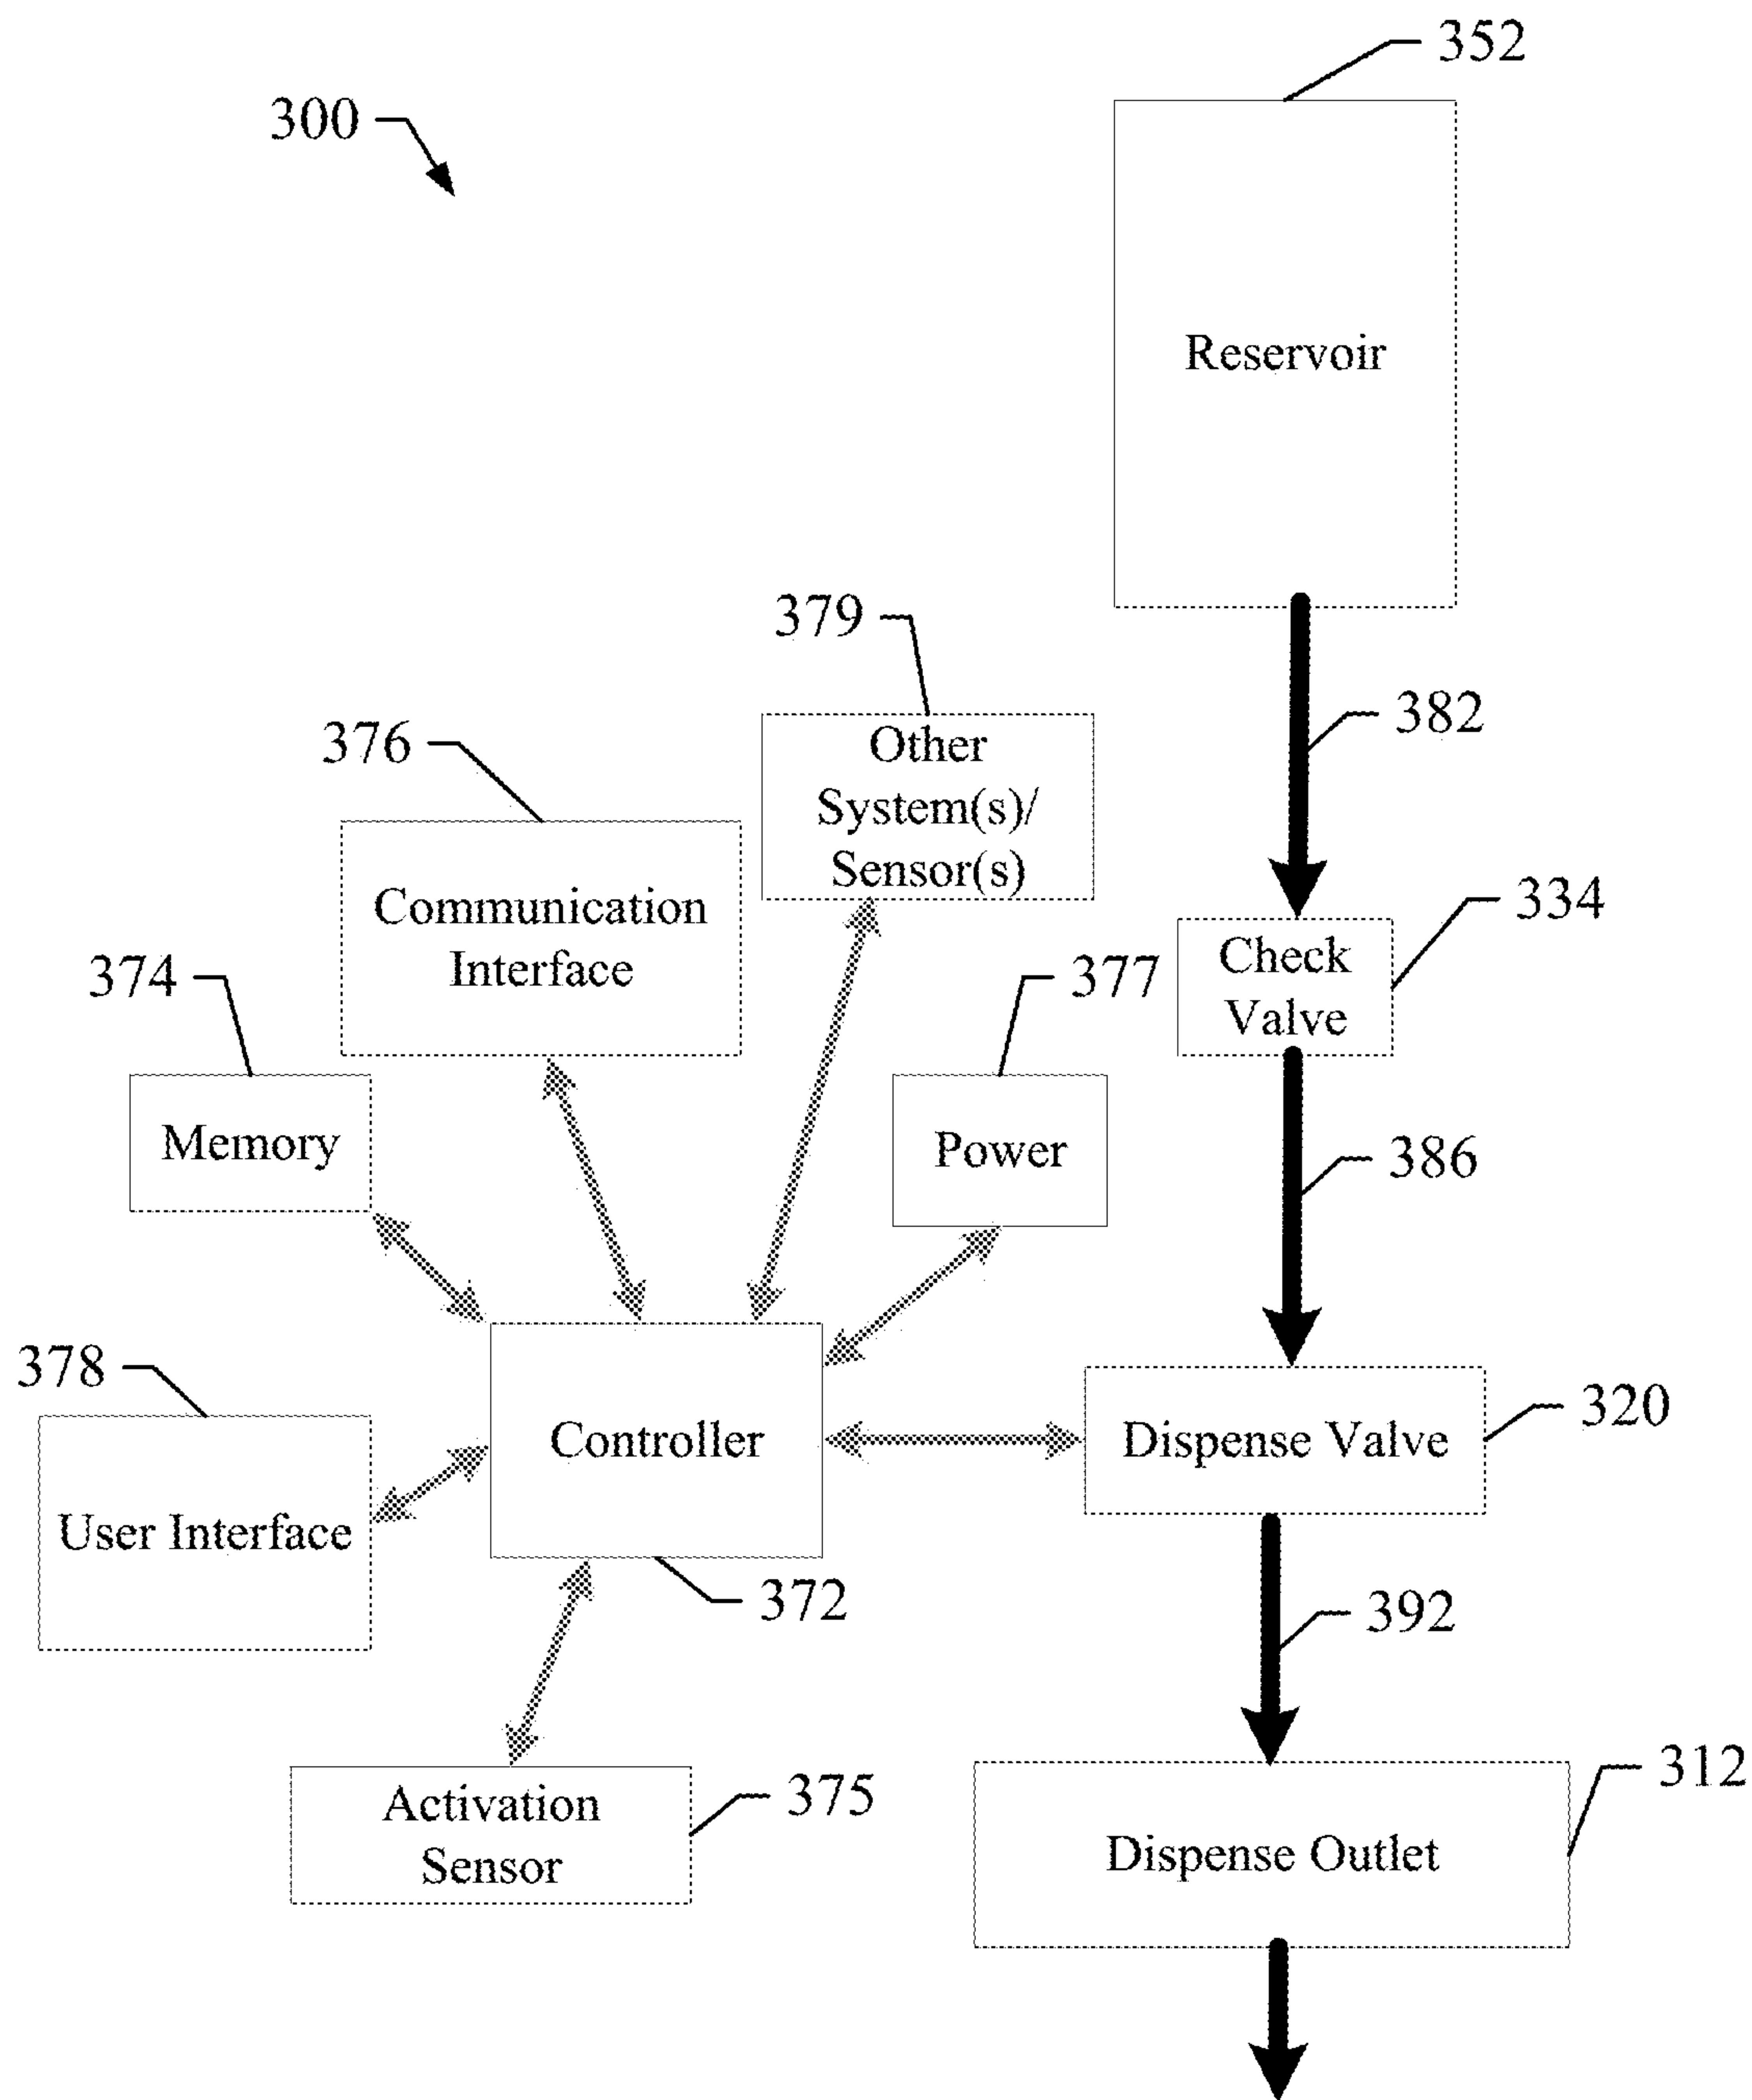 352
300
Reservoir
379
382
376
Other
System(s)/
Sensor(s)
Communication
Interface
334
Check
Valve
374
377
Memory
Power
386
378
320
Controller
Dispense Valve
User Interface
372
392
312
375
Activation
Sensor
Dispense Outlet